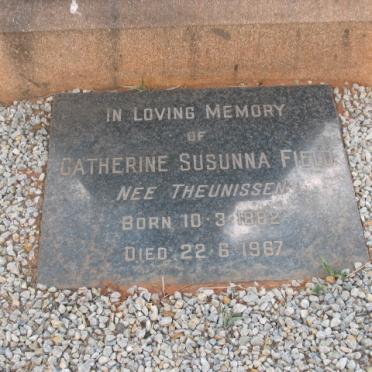 IN LOVING MEMORY
OF
CATHERINE SUSUNNA FIELD
NEE THEUNISSEN
BORN 10 3 1882
DIED 22 6 1967